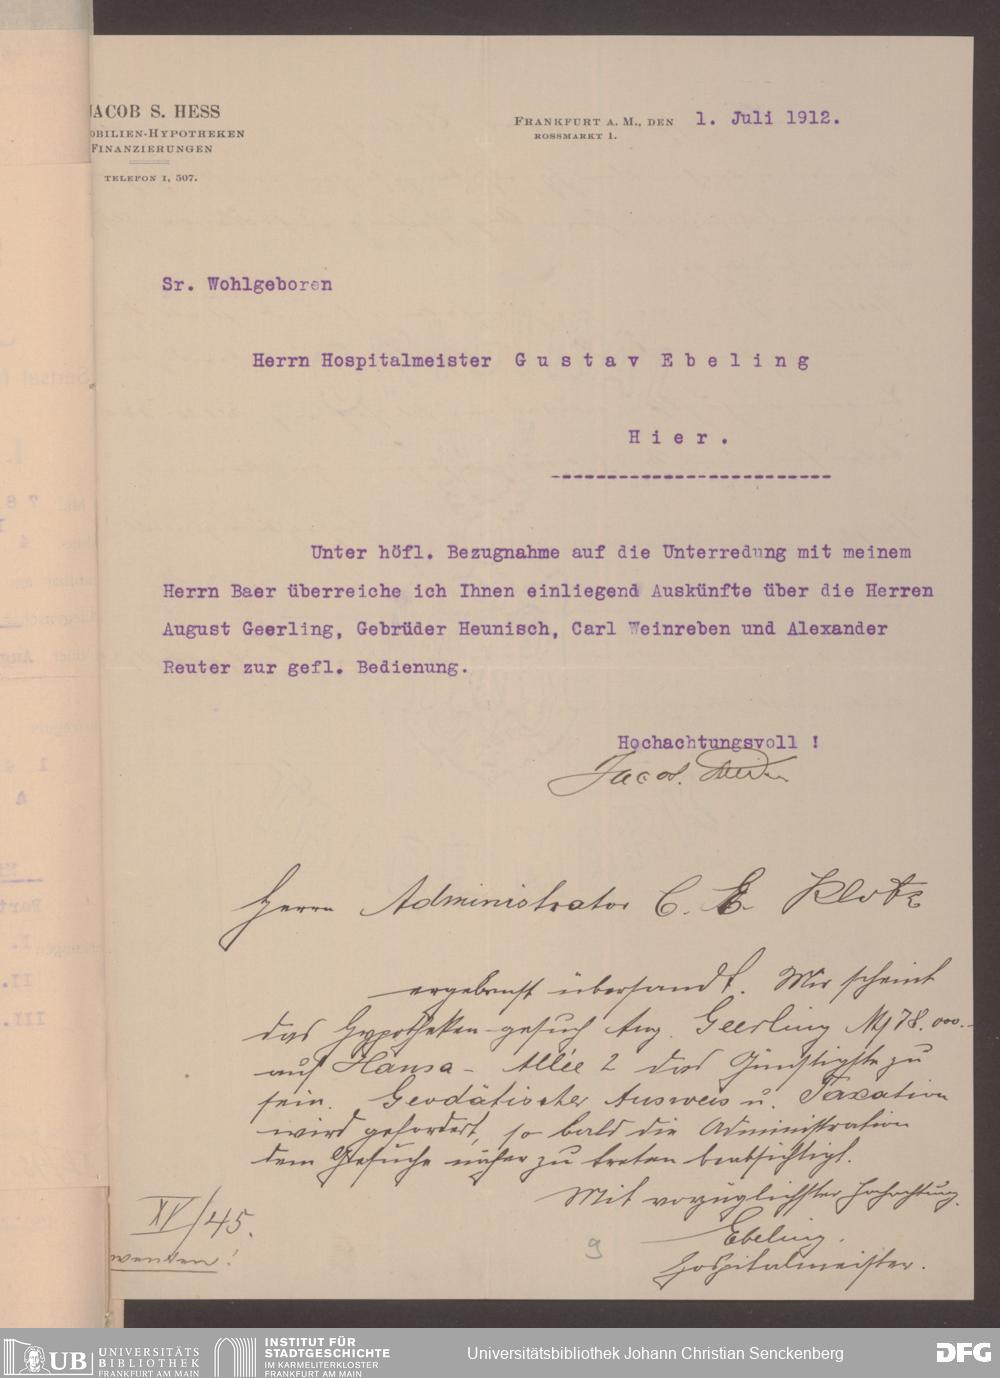 JACOB S. HESS
OBILIEN-HYPOTHEKEN
FINANZIERUNGEN
TELEFON I, 507.
FRANKFURT A. M., DEN 1. Juli 1912.
ROSSMARKT 1.
Sr. Wohlgeboren
Herrn Hospitalmeister Gustav Ebeling
Hier.
Unter höfl. Bezugnahme auf die Unterredung mit meinem
Herrn Baer überreiche ich Ihnen einliegend Auskünfte über die Herren
August Geerling, Gebrüder Heunisch, Carl Weinreben und Alexander
Reuter zur gefl. Bedienung.
Hochachtungsvoll !
Jacob
Herrn Administrator C. E. Klotz
ergebenst übersandt. Mir scheint
das Hypotheken-gesuch Aug. Geerling M 78.000.-
auf Hansa-Allée 2 das Günstigste zu
sein. Geodätischer Ausweis u. Taxation
wird gefordert, so bald die Administration
dem Gesuche näher zu treten beabsichtigt.
Mit vorzüglichster Hochachtung.
Ebeling.
Hospitalmeister.
XV/45.
wenden!
9
UB UNIVERSITÄTS
BIBLIOTHEK
FRANKFURT AM MAIN
INSTITUT FÜR
STADTGESCHICHTE
IM KARMELITERKLOSTER
FRANKFURT AM MAIN
Universitätsbibliothek Johann Christian Senckenberg
DFG